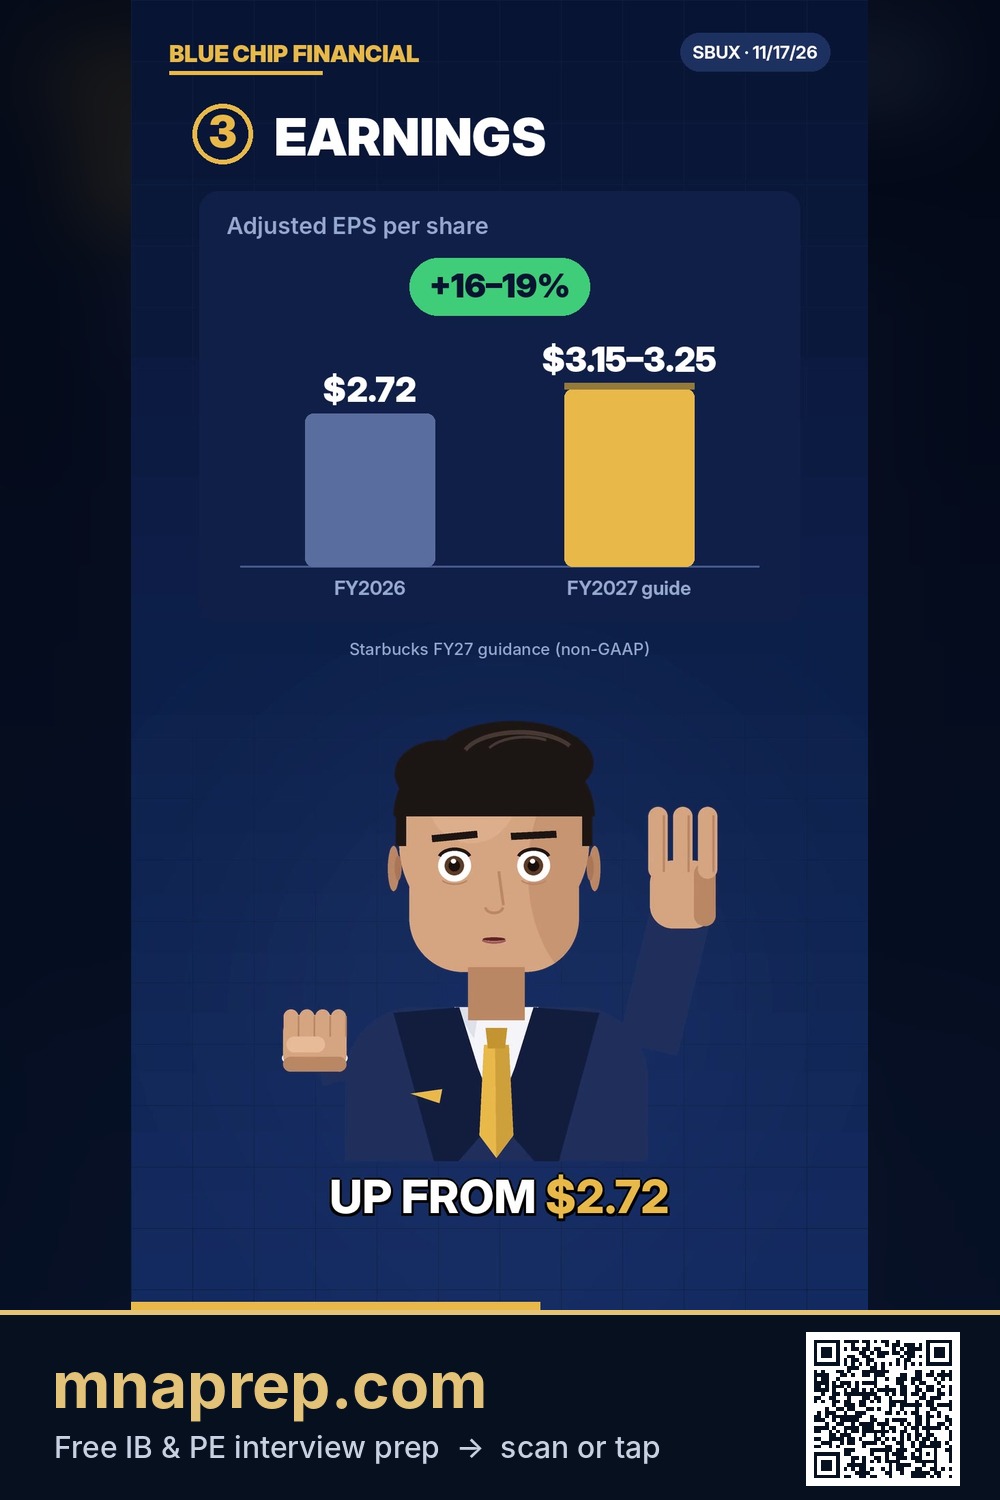 BLUE CHIP FINANCIAL
SBUX · 11/17/26
3 EARNINGS
Adjusted EPS per share
+16–19%
$2.72
$3.15–3.25
FY2026
FY2027 guide
Starbucks FY27 guidance (non-GAAP)
UP FROM $2.72
mnaprep.com
Free IB & PE interview prep → scan or tap